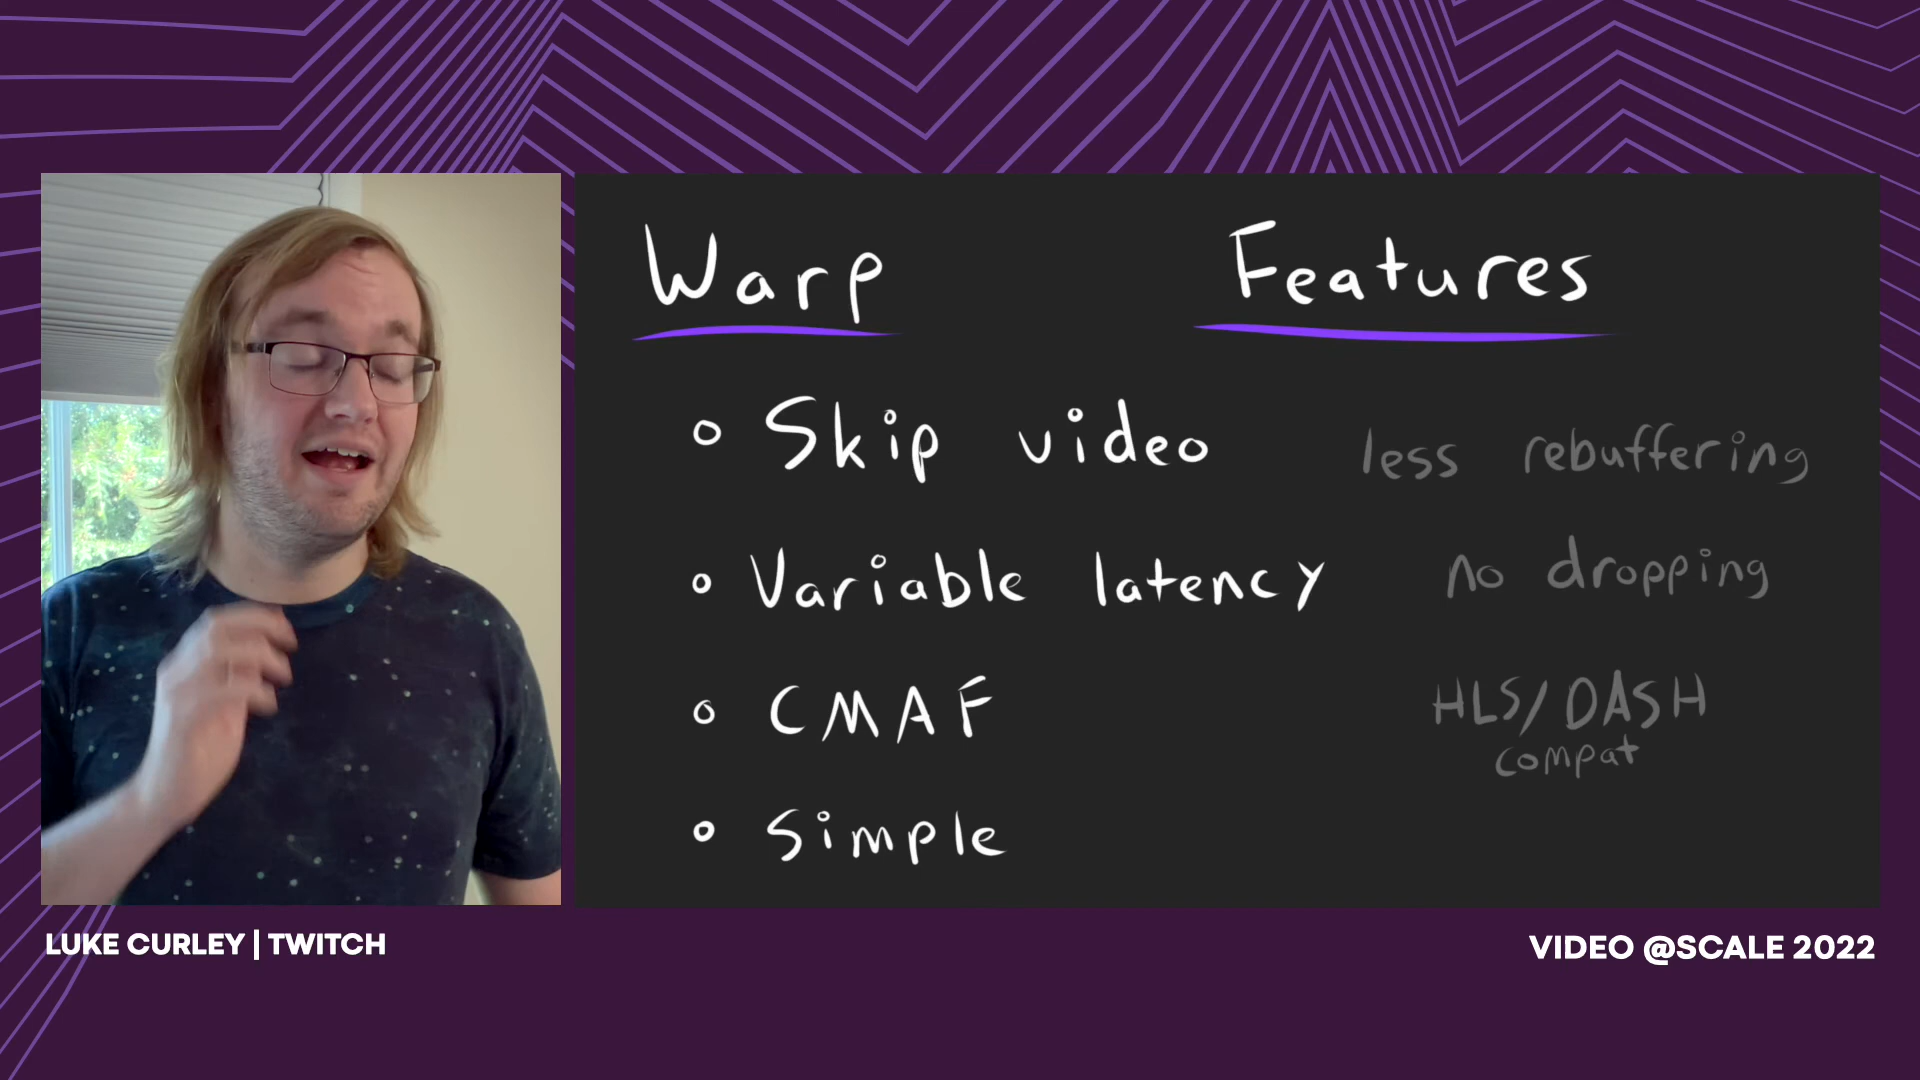 Warp Features
Skip video less rebuffering
Variable latency no dropping
CMAF HLS/DASH
compat
Simple
LUKE CURLEY | TWITCH
VIDEO @SCALE 2022